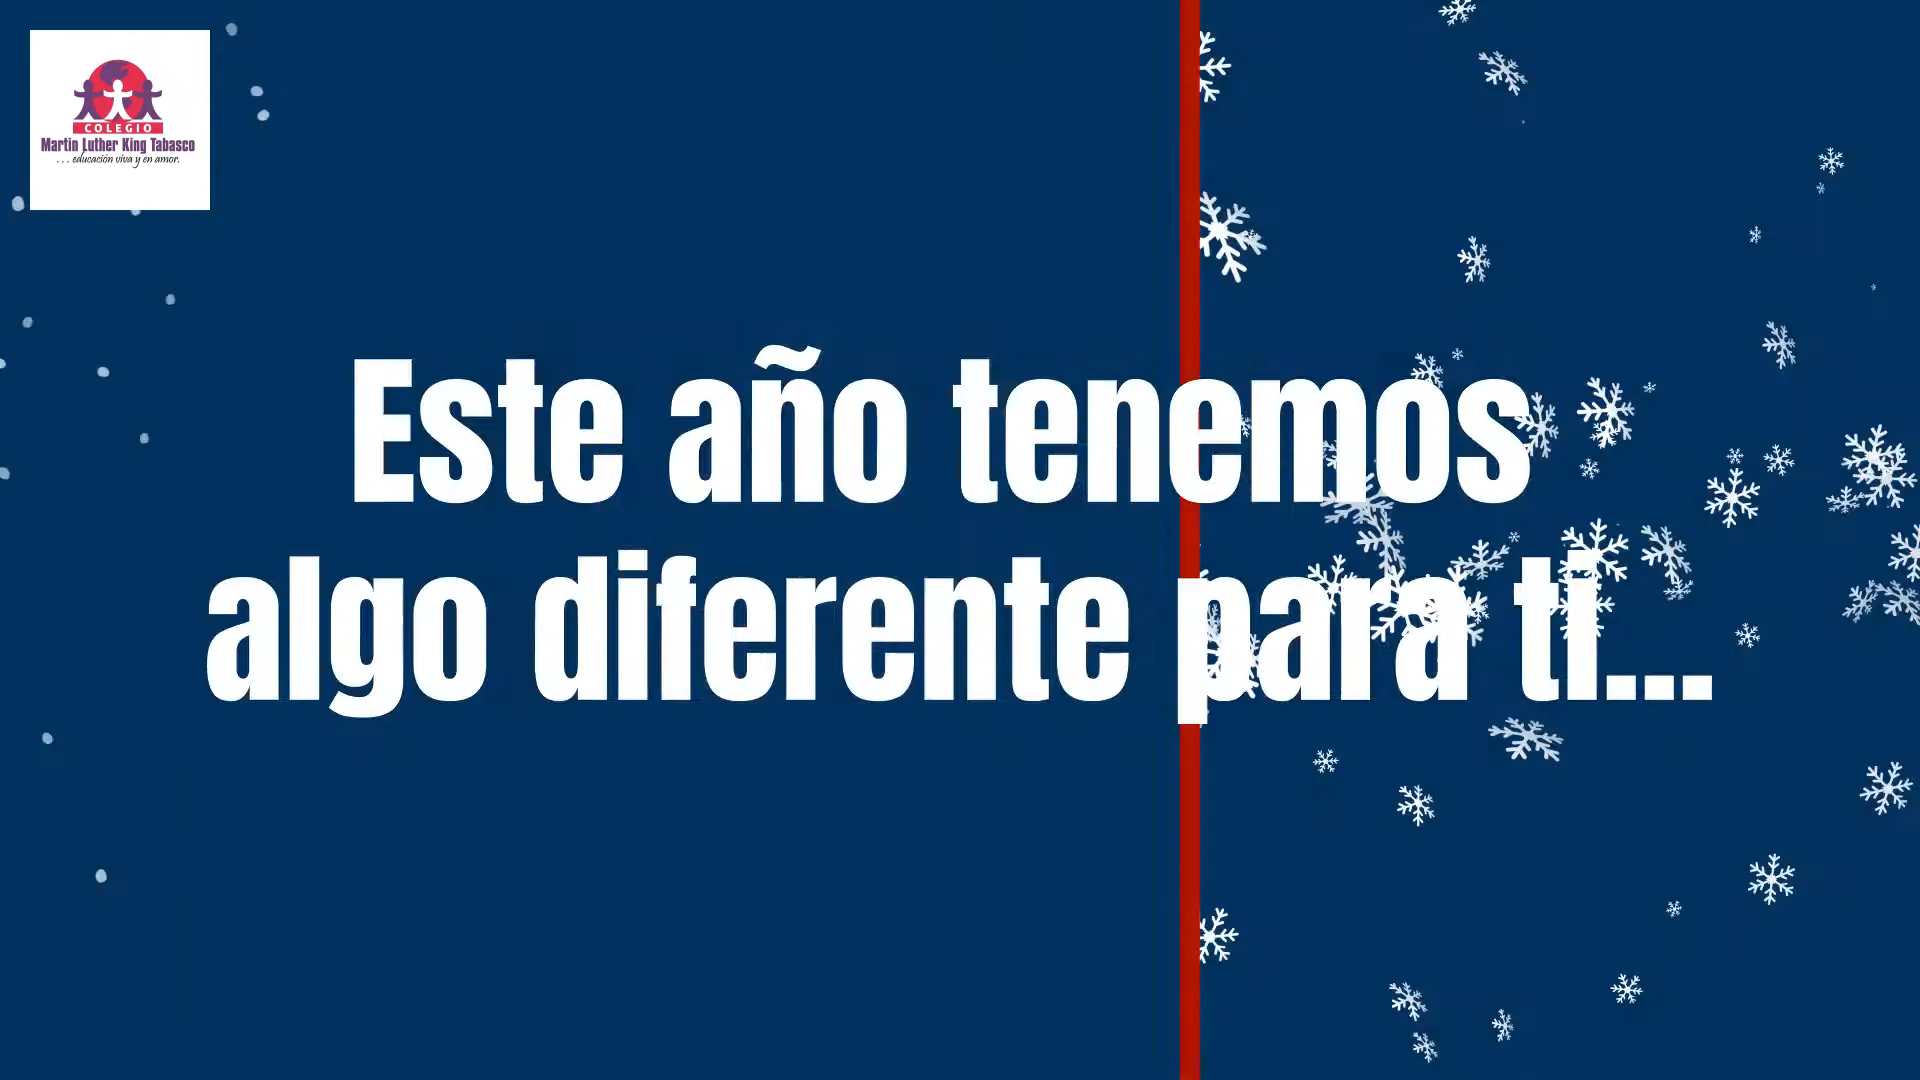 COLEGIO
Martin Luther King Tabasco
. . . educación viva y en amor.
Este año tenemos
algo diferente para ti...